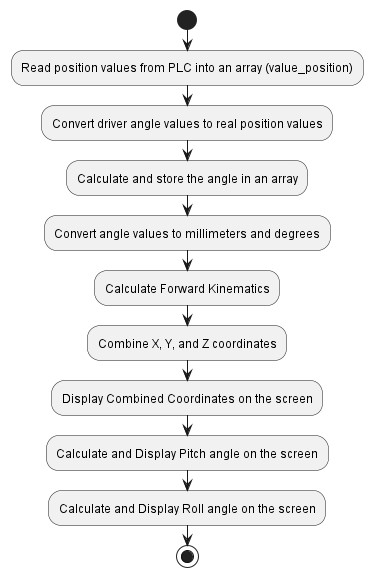 Read position values from PLC into an array (value_position)
Convert driver angle values to real position values
Calculate and store the angle in an array
Convert angle values to millimeters and degrees
Calculate Forward Kinematics
Combine X, Y, and Z coordinates
Display Combined Coordinates on the screen
Calculate and Display Pitch angle on the screen
Calculate and Display Roll angle on the screen